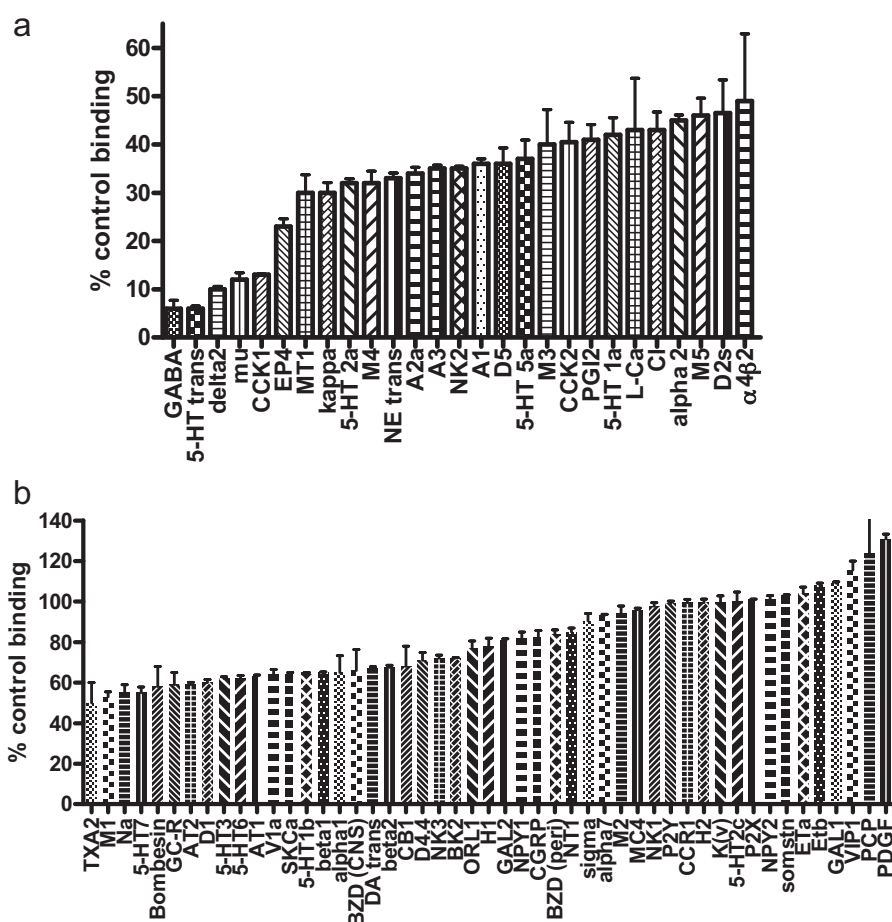 a
% control binding
60
50
40
30
20
10
0
GABA
5-HT trans
delta2
mu
CCK1
EP4
MT1
kappa
5-HT 2a
M4
NE trans
A2a
A3
NK2
A1
D5
5-HT 5a
M3
CCK2
PGI2
5-HT 1a
L-Ca
Cl
alpha 2
M5
D2s
α4β2
b
% control binding
140
120
100
80
60
40
20
0
TXA2
M1
Na
5-HT7
Bombesin
GC-R
AT2
D1
5-HT3
5-HT6
AT1
V1a
SKCa
5-HT1b
beta1
alpha1
BZD (CNS)
DA trans
beta2
CB1
D4.4
NK3
BK2
ORL1
H1
GAL2
NPY1
CGRP
BZD (peri)
NT1
sigma
alpha7
M2
MC4
NK1
P2Y
CCR1
H2
K(v)
5-HT2c
P2X
NPY2
somstn
ETa
Etb
GAL1
VIP1
PCP
PDGF